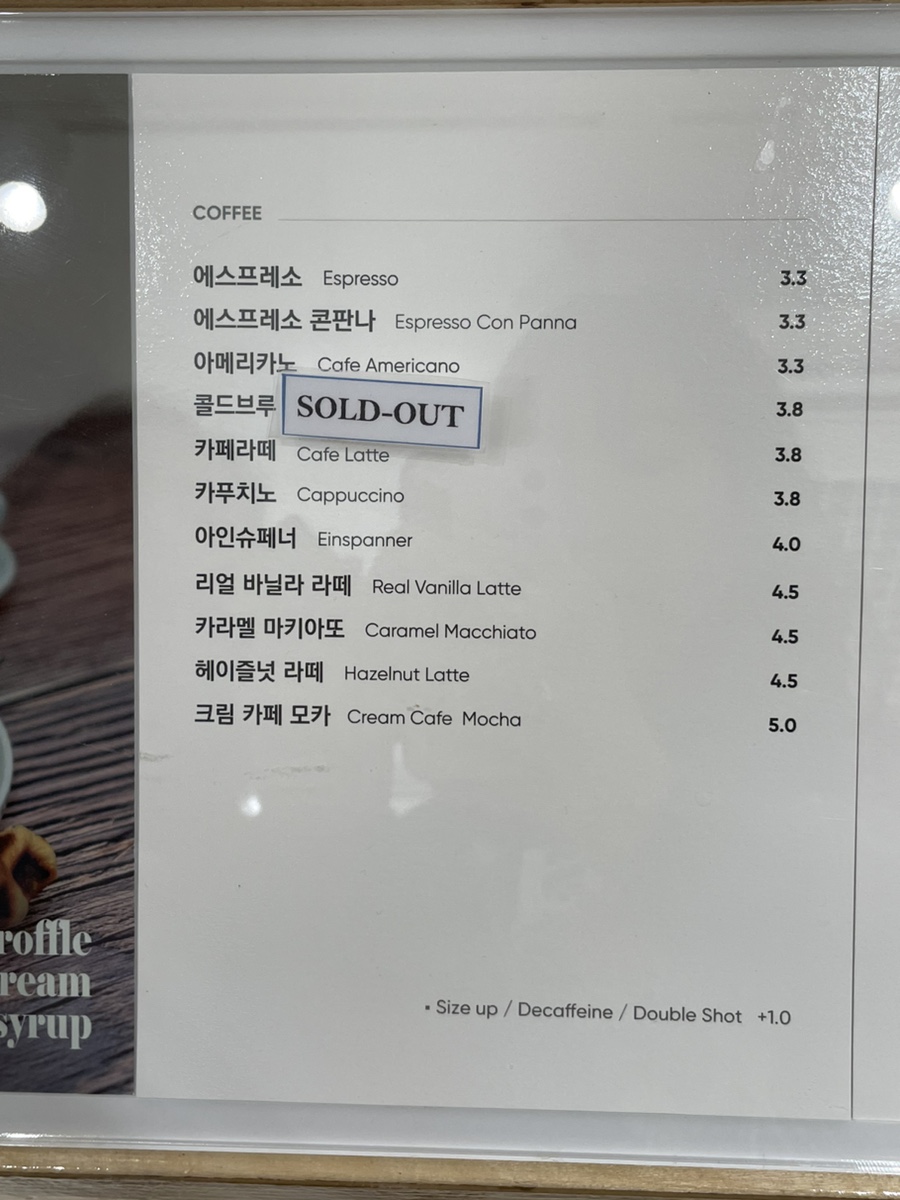 COFFEE
에스프레소 Espresso 3.3
에스프레소 콘판나 Espresso Con Panna 3.3
아메리카노 Cafe Americano 3.3
콜드브루 SOLD-OUT 3.8
카페라떼 Cafe Latte 3.8
카푸치노 Cappuccino 3.8
아인슈페너 Einspanner 4.0
리얼 바닐라 라떼 Real Vanilla Latte 4.5
카라멜 마키아또 Caramel Macchiato 4.5
헤이즐넛 라떼 Hazelnut Latte 4.5
크림 카페 모카 Cream Cafe Mocha 5.0
roffle
ream
syrup
▪ Size up / Decaffeine / Double Shot +1.0